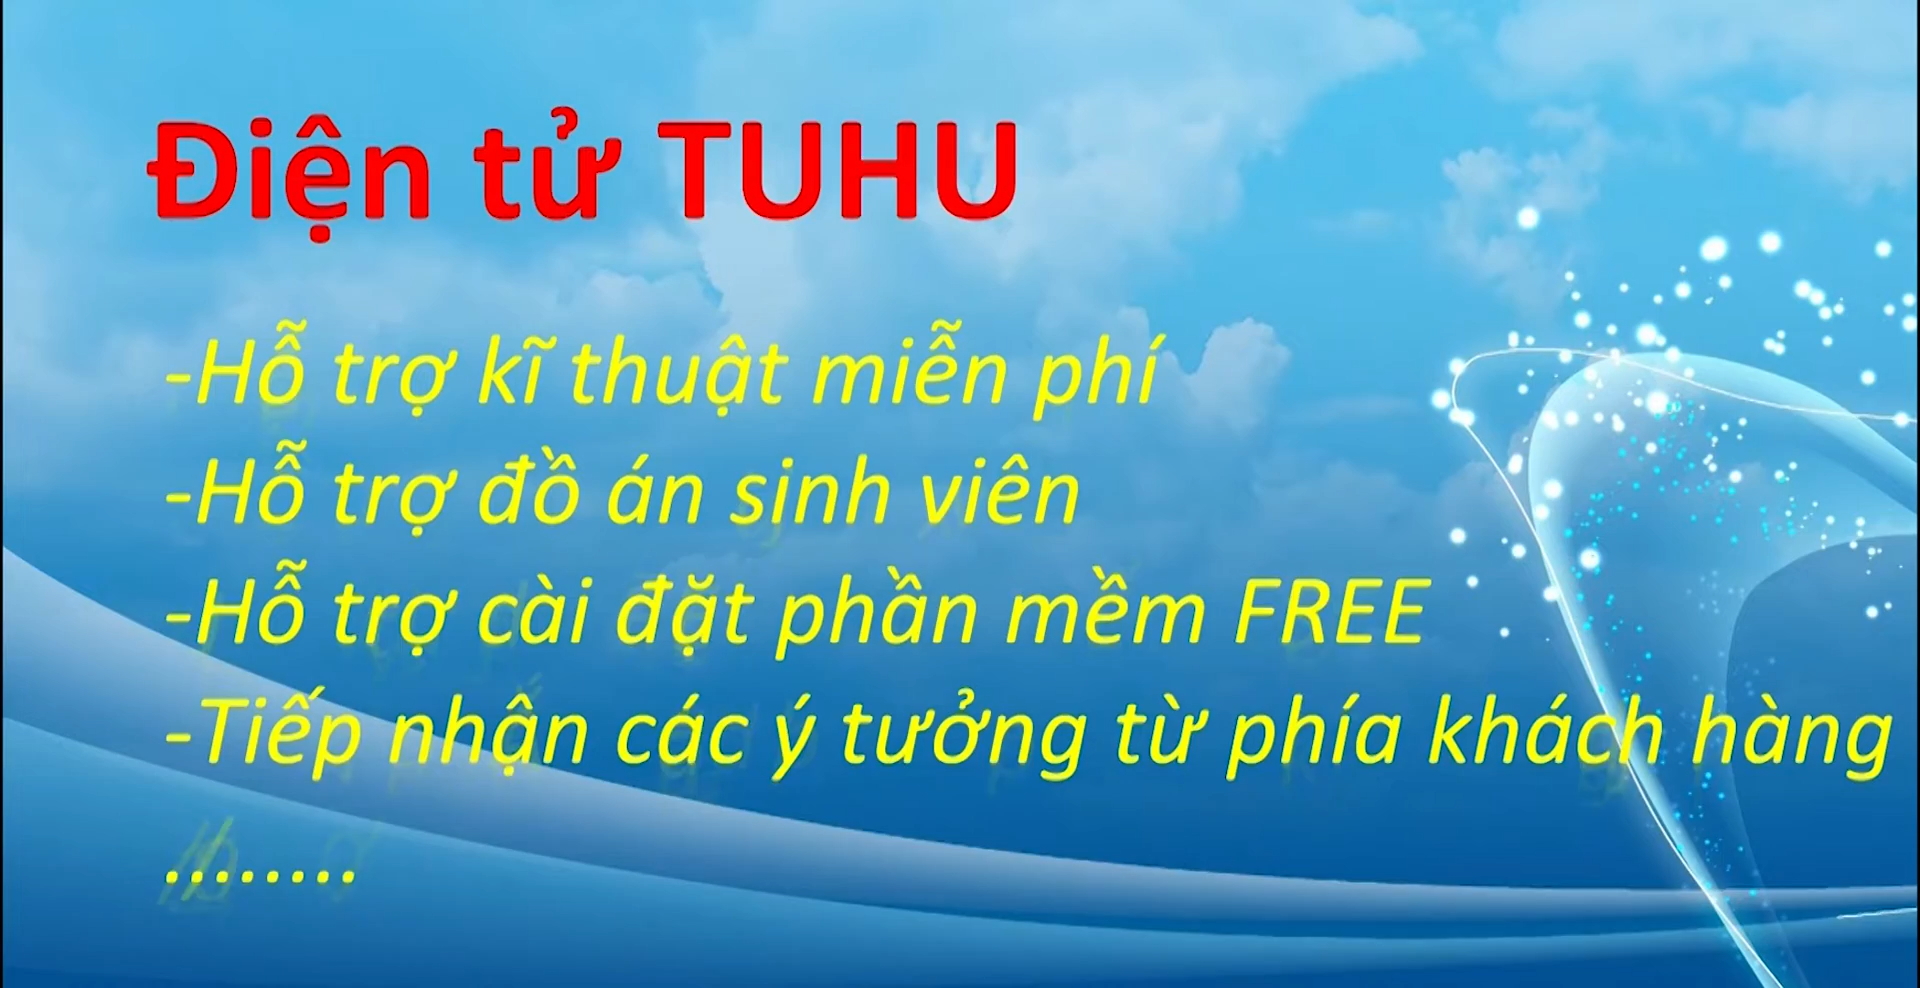 Điện tử TUHU
-Hỗ trợ kĩ thuật miễn phí
-Hỗ trợ đồ án sinh viên
-Hỗ trợ cài đặt phần mềm FREE
-Tiếp nhận các ý tưởng từ phía khách hàng
........